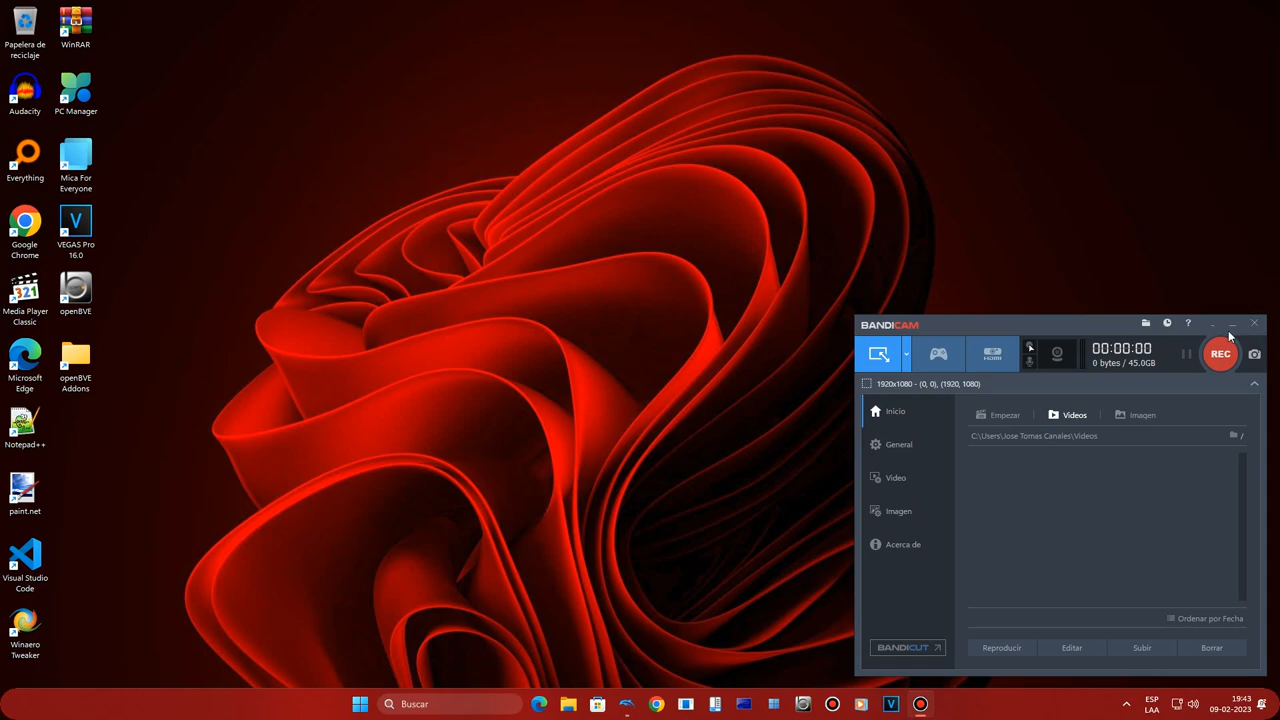 Papelera de
reciclaje
WinRAR
Audacity
PC Manager
Everything
Mica For
Everyone
Google
Chrome
VEGAS Pro
16.0
Media Player
Classic
openBVE
Microsoft
Edge
openBVE
Addons
Notepad++
paint.net
Visual Studio
Code
Winaero
Tweaker
BANDICAM
?
HDMI
00:00:00
0 bytes / 45.0GB
REC
1920x1080 - (0, 0), (1920, 1080)
Inicio
General
Video
Imagen
Acerca de
BANDICUT
Empezar
Videos
Imagen
C:\Users\Jose Tomas Canales\Videos
/
Ordenar por Fecha
Reproducir
Editar
Subir
Borrar
Buscar
ESP
LAA
19:43
09-02-2023